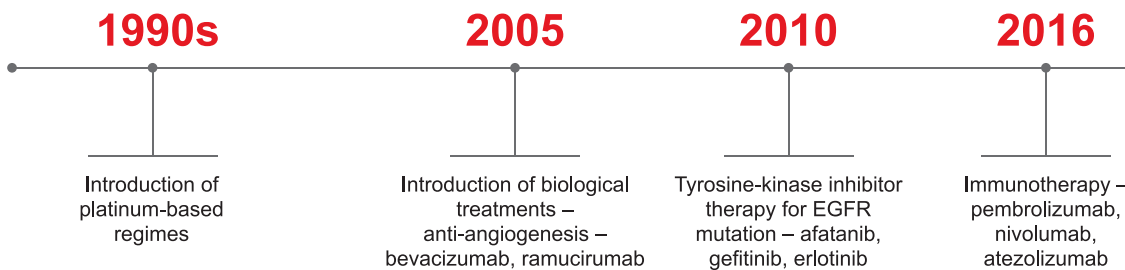 1990s
Introduction of
platinum-based
regimes
2005
Introduction of biological
treatments –
anti-angiogenesis –
bevacizumab, ramucirumab
2010
Tyrosine-kinase inhibitor
therapy for EGFR
mutation – afatanib,
gefitinib, erlotinib
2016
Immunotherapy –
pembrolizumab,
nivolumab,
atezolizumab